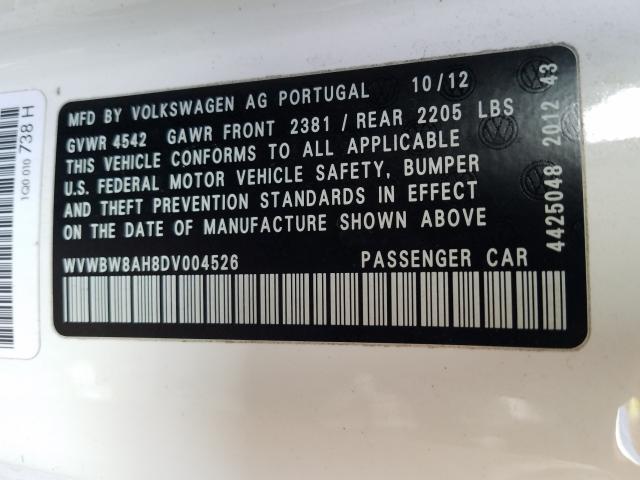 MFD BY VOLKSWAGEN AG PORTUGAL 10/12
GVWR 4542 GAWR FRONT 2381 / REAR 2205 LBS
THIS VEHICLE CONFORMS TO ALL APPLICABLE
U.S. FEDERAL MOTOR VEHICLE SAFETY, BUMPER
AND THEFT PREVENTION STANDARDS IN EFFECT
ON THE DATE OF MANUFACTURE SHOWN ABOVE
WVWBW8AH8DV004526 PASSENGER CAR
4425048 2012 43
1Q0 010 738 H